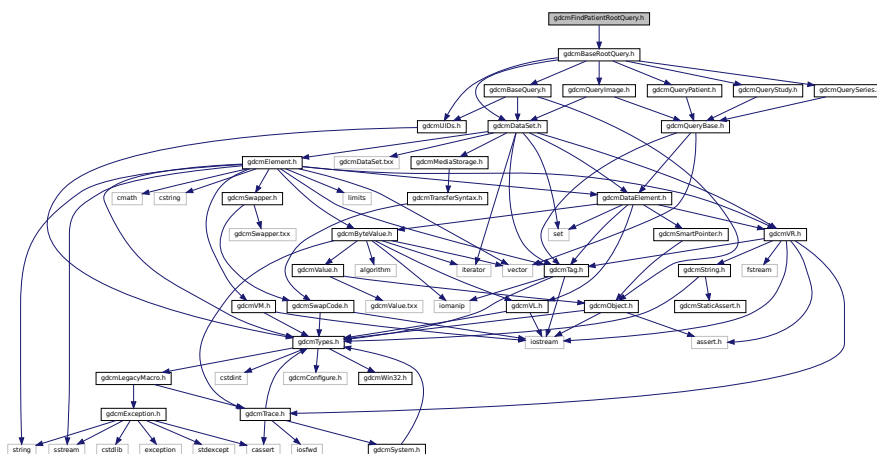 gdcmFindPatientRootQuery.h
gdcmBaseRootQuery.h
gdcmBaseQuery.h
gdcmQueryImage.h
gdcmQueryPatient.h
gdcmQueryStudy.h
gdcmQuerySeries.
gdcmUIDs.h
gdcmDataSet.h
gdcmQueryBase.h
gdcmElement.h
gdcmDataSet.txx
gdcmMediaStorage.h
cmath
cstring
gdcmSwapper.h
limits
gdcmTransferSyntax.h
gdcmDataElement.h
gdcmSwapper.txx
gdcmByteValue.h
set
gdcmSmartPointer.h
gdcmVR.h
gdcmValue.h
algorithm
iterator
vector
gdcmTag.h
gdcmString.h
fstream
gdcmVM.h
gdcmSwapCode.h
gdcmValue.txx
iomanip
gdcmVL.h
gdcmObject.h
gdcmStaticAssert.h
gdcmTypes.h
iostream
assert.h
gdcmLegacyMacro.h
cstdint
gdcmConfigure.h
gdcmWin32.h
gdcmException.h
gdcmTrace.h
string
sstream
cstdlib
exception
stdexcept
cassert
iosfwd
gdcmSystem.h